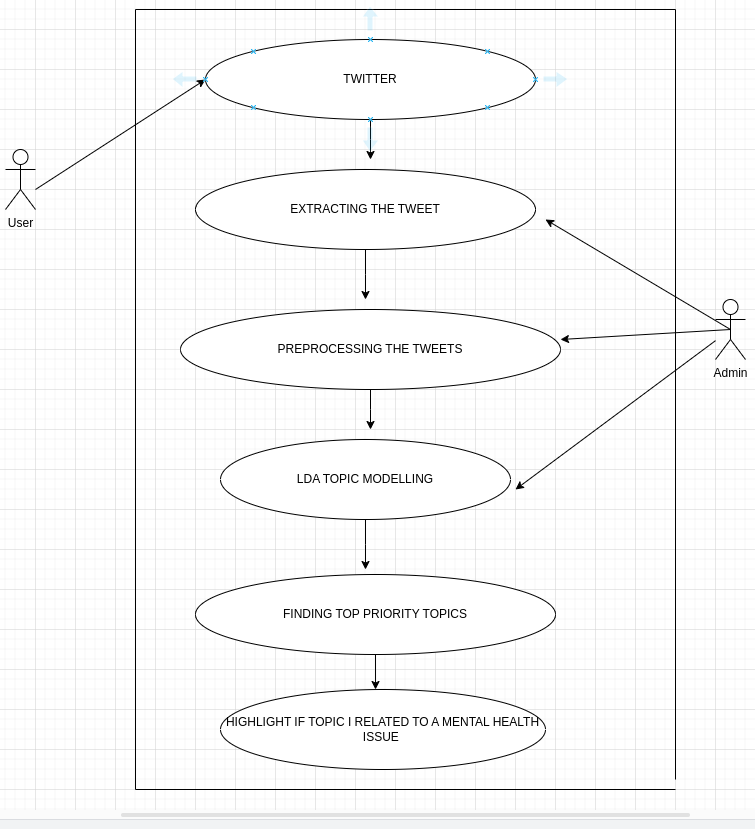 TWITTER
User
EXTRACTING THE TWEET
PREPROCESSING THE TWEETS
Admin
LDA TOPIC MODELLING
FINDING TOP PRIORITY TOPICS
HIGHLIGHT IF TOPIC I RELATED TO A MENTAL HEALTH
ISSUE